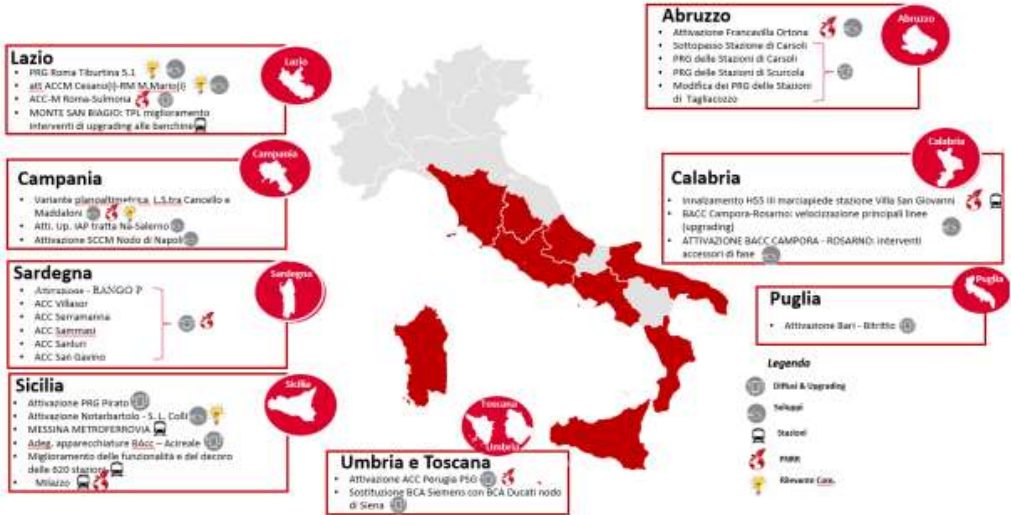 Lazio
• PRG Roma Tiburtina 5.1
• att ACCM Cesano(i)-RM M.Mario(i)
• ACC-M Roma-Sulmona
• MONTE SAN BIAGIO: TPL miglioramento
interventi di upgrading alle banchine
Lazio
Campania
• Variante planoaltimetrica L.S.tra Cancello e
Maddaloni
• Atti. Up. IAP tratta Na-Salerno
• Attivazione SCCM Nodo di Napoli
Campania
Sardegna
• Attivazione - RANGO P
• ACC Villasor
• ACC Serramanna
• ACC Sammasi
• ACC Sanluri
• ACC San Gavino
Sardegna
Sicilia
• Attivazione PRG Pirato
• Attivazione Notarbartolo - S. L. Colli
• MESSINA METROFERROVIA
• Adeg. apparecchiature BAcc – Acireale
• Miglioramento delle funzionalità e del decoro
delle 620 stazioni
• Milazzo
Sicilia
Toscana
Umbria
Umbria e Toscana
• Attivazione ACC Perugia PSG
• Sostituzione BCA Siemens con BCA Ducati nodo
di Siena
Abruzzo
• Attivazione Francavilla Ortona
• Sottopasso Stazione di Carsoli
• PRG delle Stazioni di Carsoli
• PRG delle Stazioni di Scurcola
• Modifica dei PRG delle Stazioni
di Tagliacozzo
Abruzzo
Calabria
• Innalzamento H55 III marciapiede stazione Villa San Giovanni
• BACC Campora-Rosarno: velocizzazione principali linee
(upgrading)
• ATTIVAZIONE BACC CAMPORA - ROSARNO: interventi
accessori di fase
Calabria
Puglia
• Attivazione Bari - Bitritto
Puglia
Legenda
Diffusi & Upgrading
Sviluppi
Stazioni
PNRR
Rilevante Com.